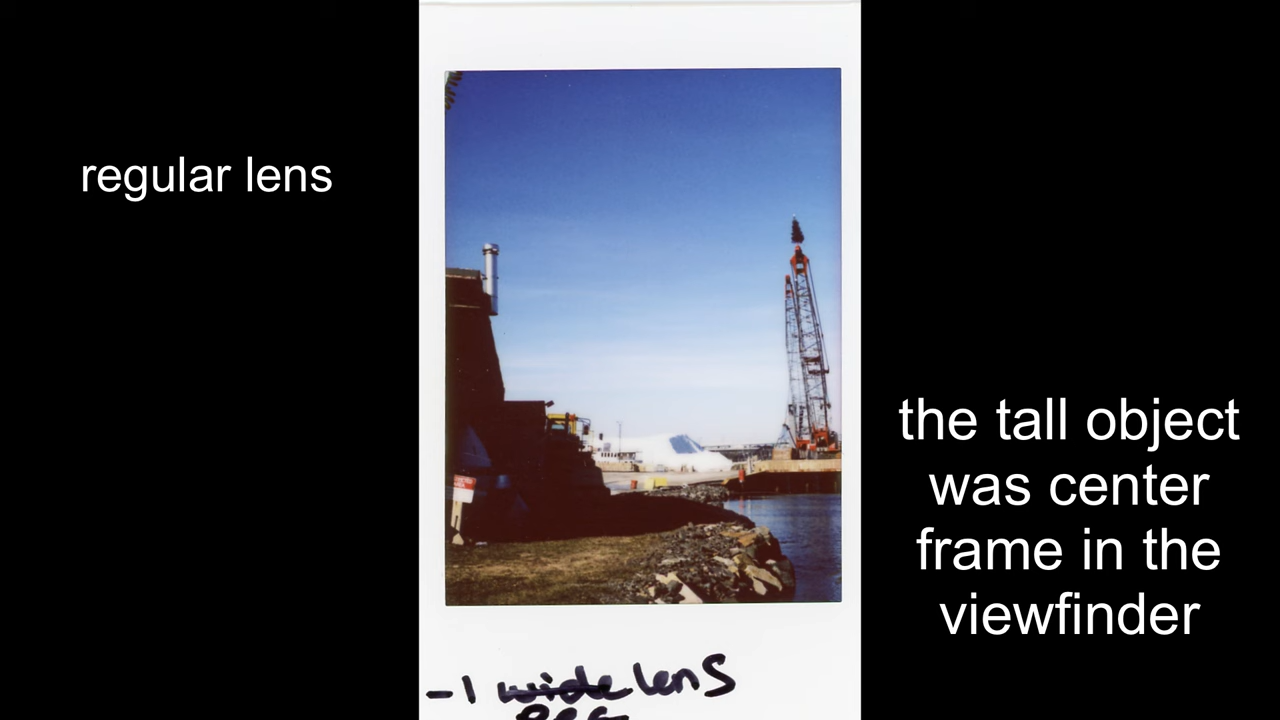 regular lens
the tall object
was center
frame in the
viewfinder
-1 wide lens